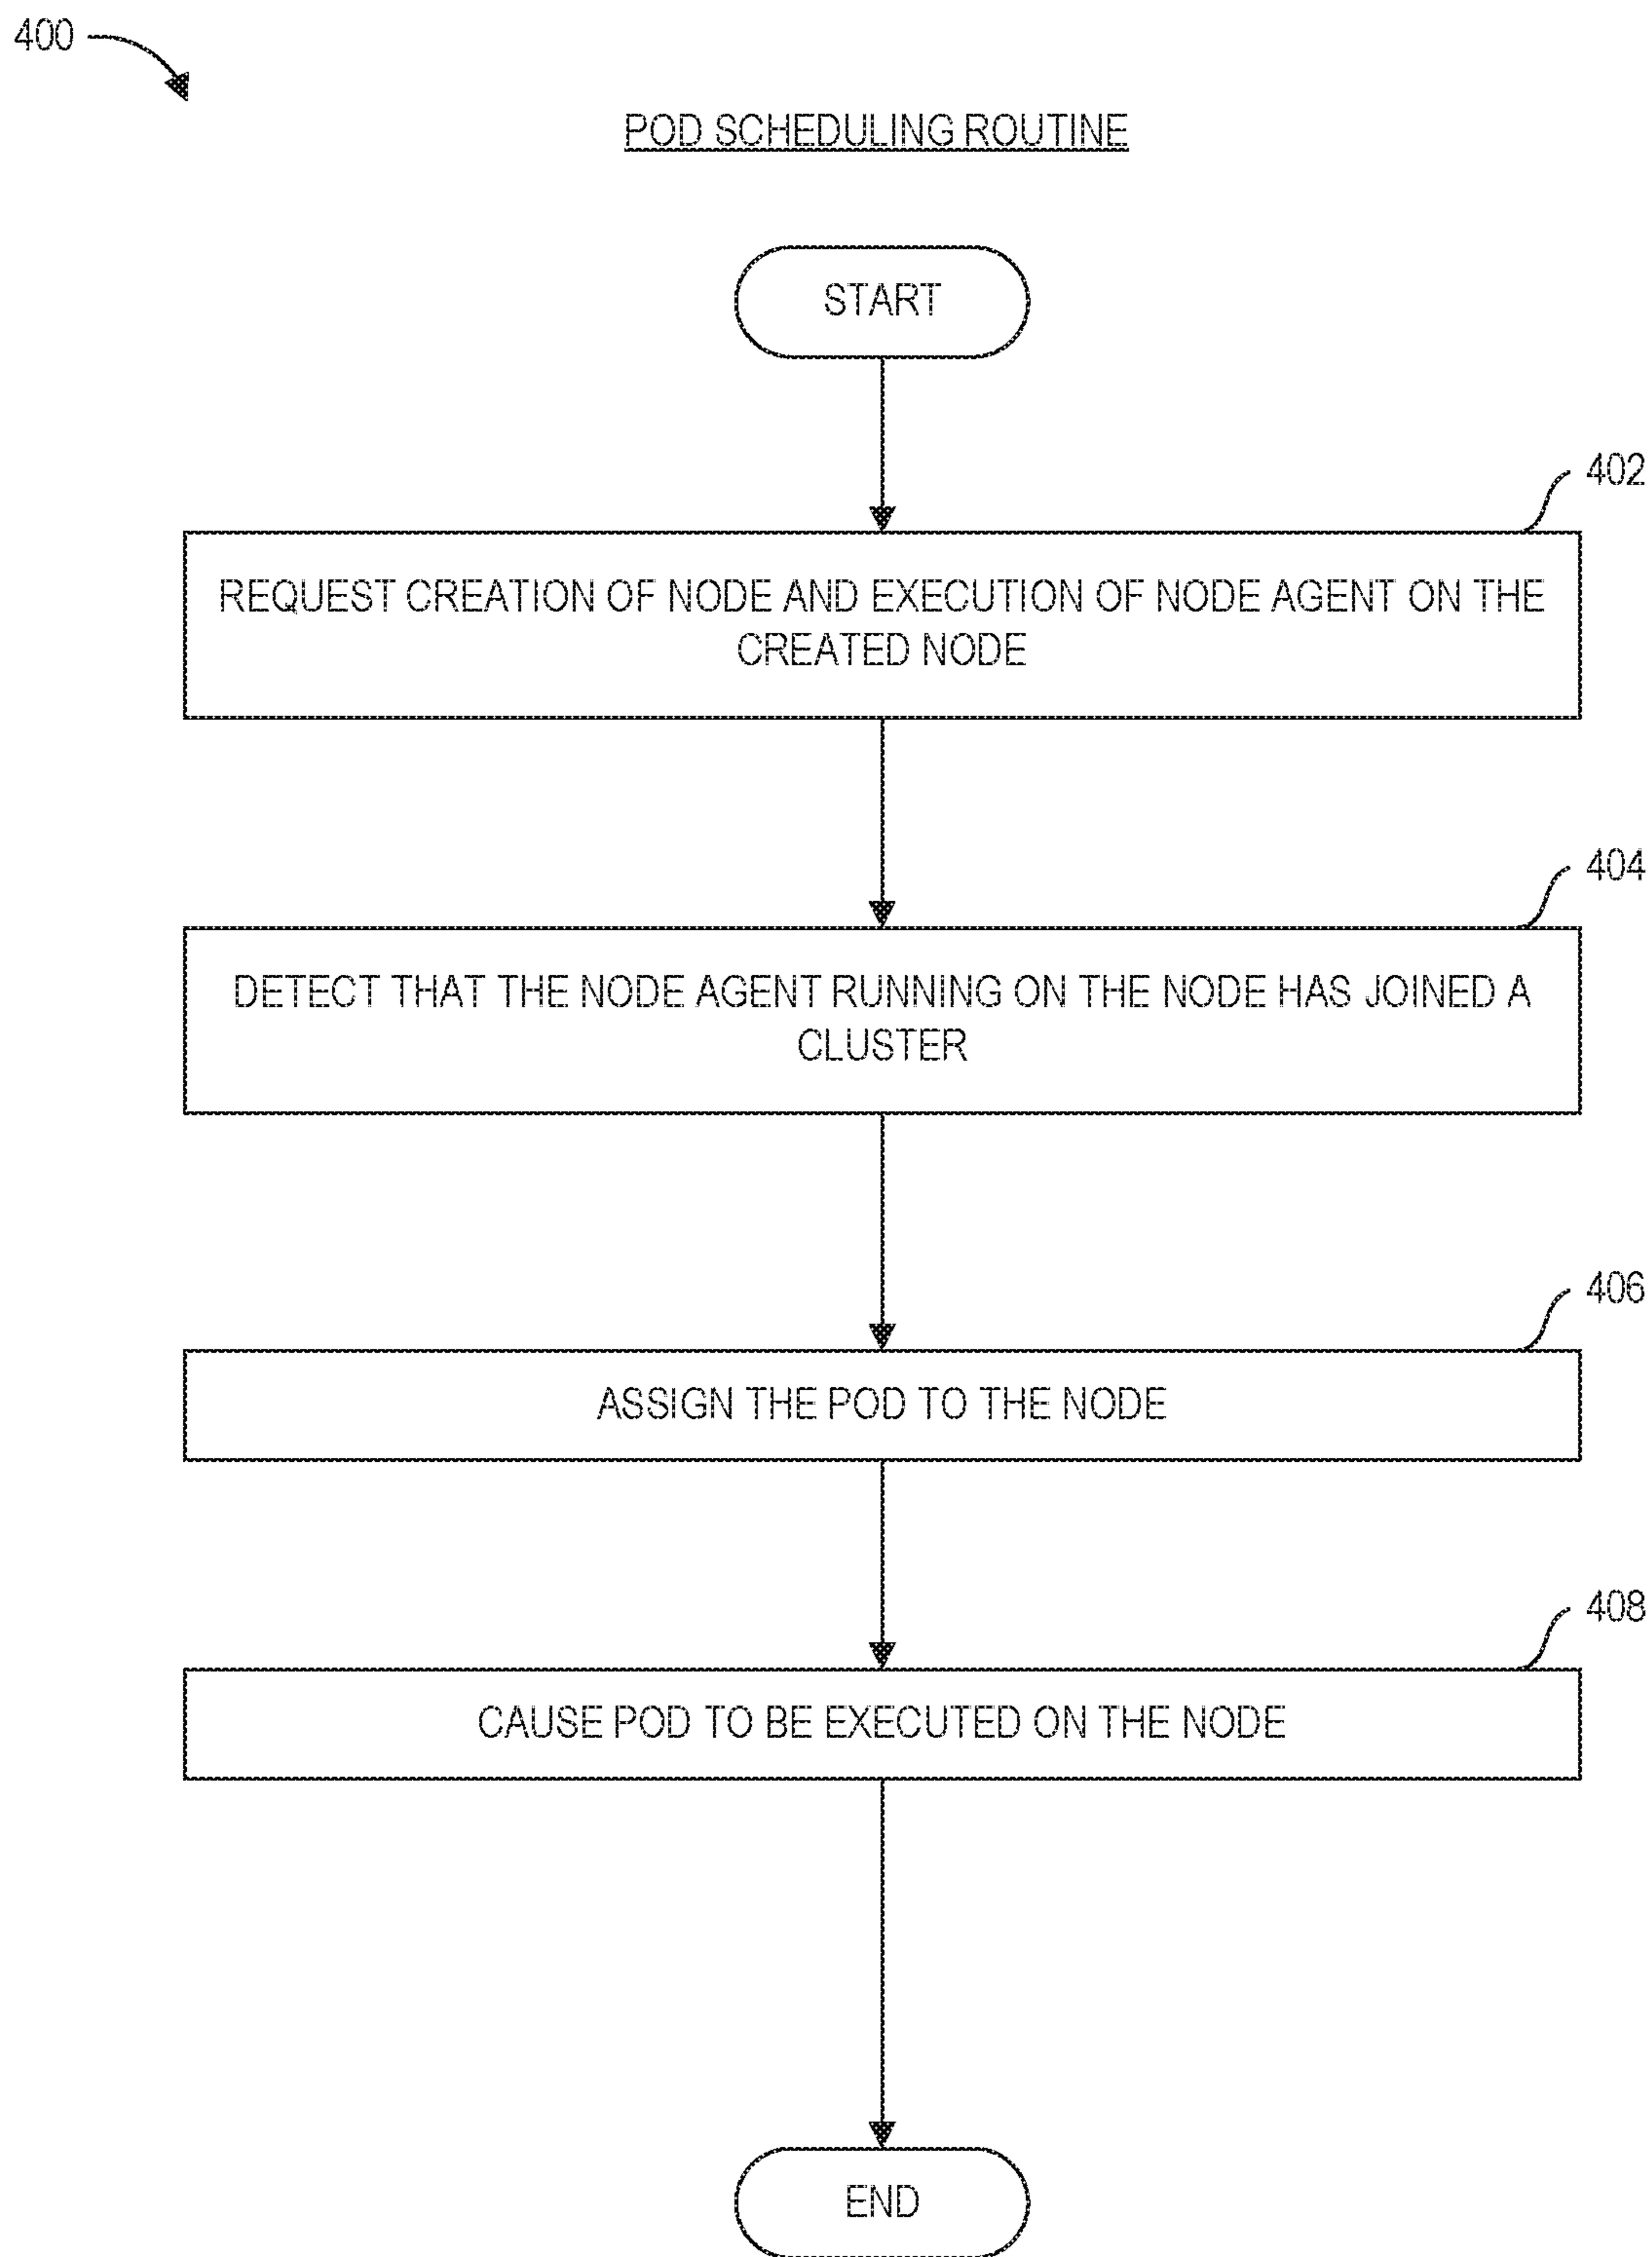 400
POD SCHEDULING ROUTINE
START
402
REQUEST CREATION OF NODE AND EXECUTION OF NODE AGENT ON THE
CREATED NODE
404
DETECT THAT THE NODE AGENT RUNNING ON THE NODE HAS JOINED A
CLUSTER
406
ASSIGN THE POD TO THE NODE
408
CAUSE POD TO BE EXECUTED ON THE NODE
END